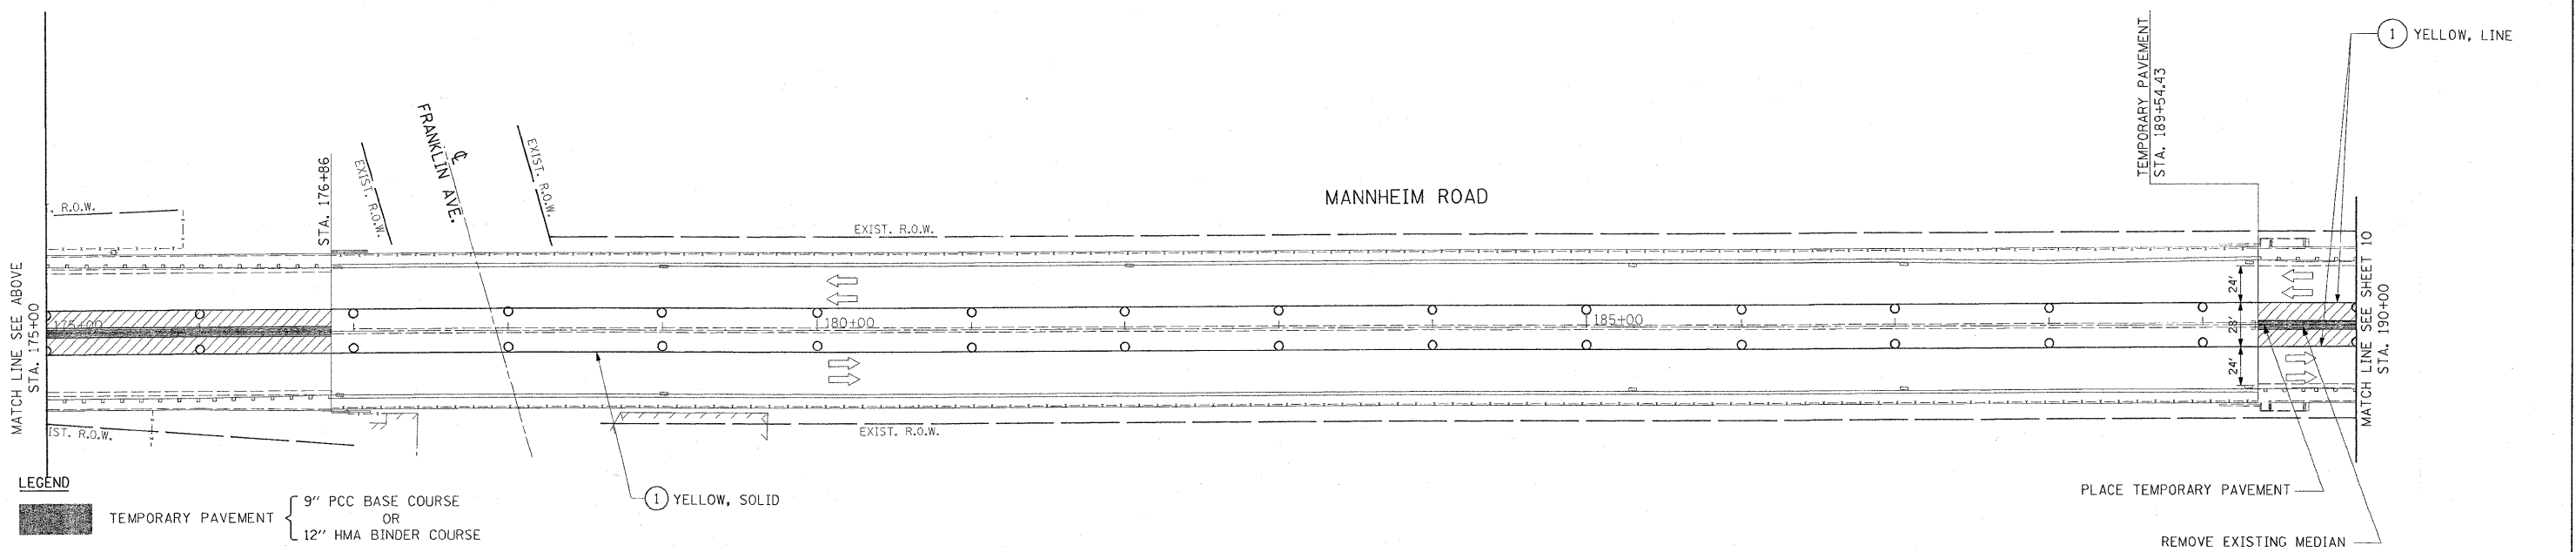 1 YELLOW, LINE
TEMPORARY PAVEMENT
STA. 189+54.43
FRANKLIN AVE.
℄
EXIST. R.O.W.
EXIST. R.O.W.
STA. 176+86
MANNHEIM ROAD
T. R.O.W.
EXIST. R.O.W.
MATCH LINE SEE ABOVE
STA. 175+00
175+00
180+00
185+00
24'
28'
24'
MATCH LINE SEE SHEET 10
STA. 190+00
IST. R.O.W.
EXIST. R.O.W.
LEGEND
TEMPORARY PAVEMENT
9" PCC BASE COURSE
OR
12" HMA BINDER COURSE
1 YELLOW, SOLID
PLACE TEMPORARY PAVEMENT
REMOVE EXISTING MEDIAN